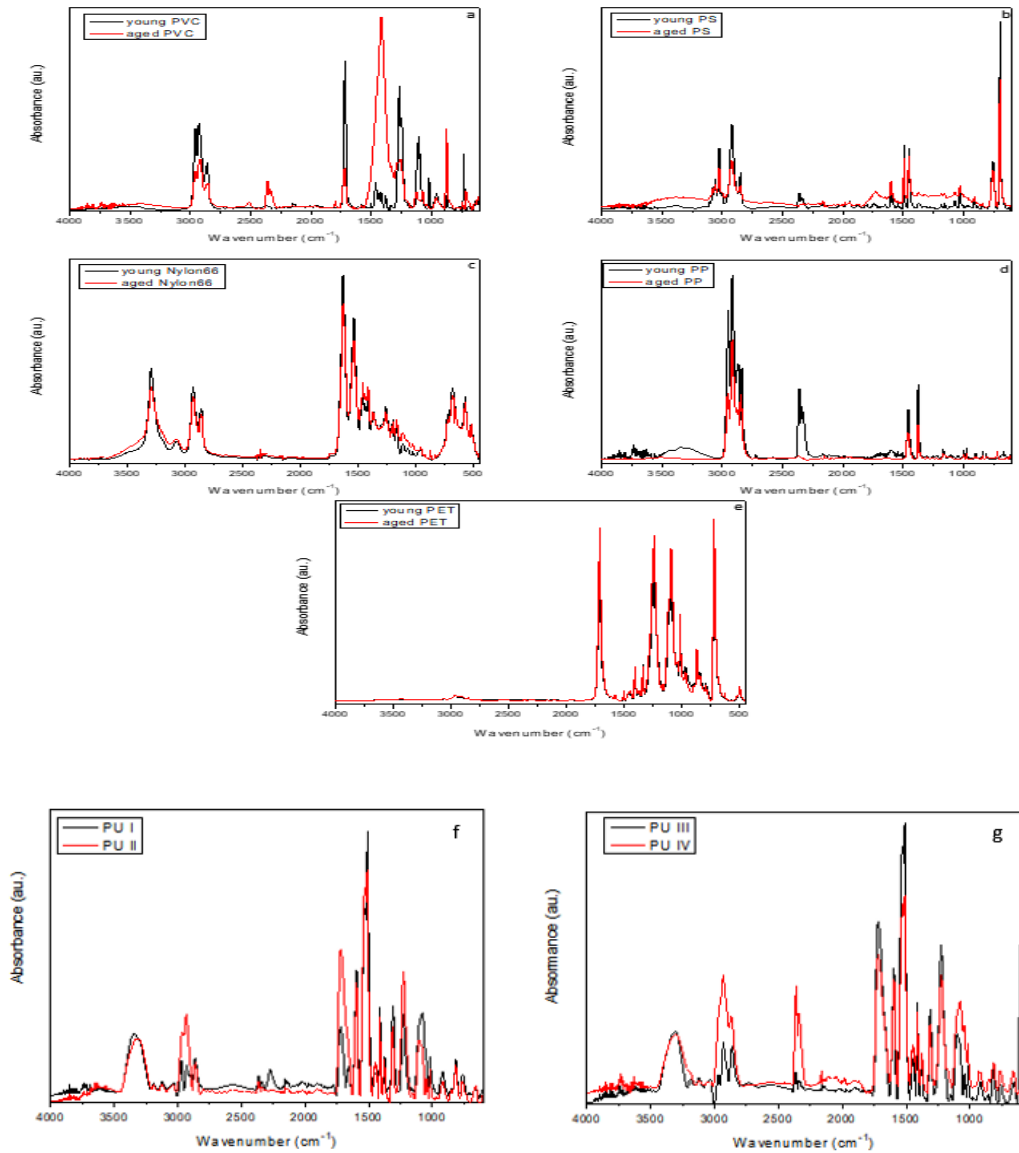 a
young PVC
aged PVC
Absorbance (au.)
4000 3500 3000 2500 2000 1500 1000
Wavenumber (cm⁻¹)
b
young PS
aged PS
Absorbance (au.)
4000 3500 3000 2500 2000 1500 1000
Wavenumber (cm⁻¹)
c
young Nylon66
aged Nylon66
Absorbance (au.)
4000 3500 3000 2500 2000 1500 1000 500
Wavenumber (cm⁻¹)
d
young PP
aged PP
Absorbance (au.)
4000 3500 3000 2500 2000 1500 1000
Wavenumber (cm⁻¹)
e
young PET
aged PET
Absorbance (au.)
4000 3500 3000 2500 2000 1500 1000 500
Wavenumber (cm⁻¹)
f
PU I
PU II
Absorbance (au.)
4000 3500 3000 2500 2000 1500 1000
Wavenumber (cm⁻¹)
g
PU III
PU IV
Absormance (au.)
4000 3500 3000 2500 2000 1500 1000
Wavenumber (cm⁻¹)